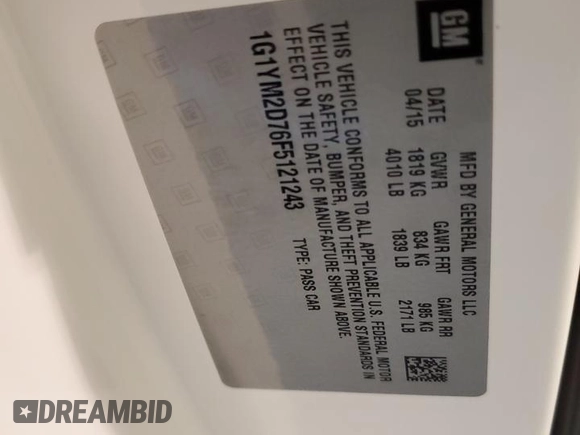 GM
MFD BY GENERAL MOTORS LLC
DATE GVWR GAWR FRT GAWR RR
04/15 1819 KG 834 KG 985 KG
4010 LB 1839 LB 2171 LB
THIS VEHICLE CONFORMS TO ALL APPLICABLE U.S. FEDERAL MOTOR
VEHICLE SAFETY, BUMPER, AND THEFT PREVENTION STANDARDS IN
EFFECT ON THE DATE OF MANUFACTURE SHOWN ABOVE.
1G1YM2D76F5121243 TYPE: PASS CAR
DREAMBID